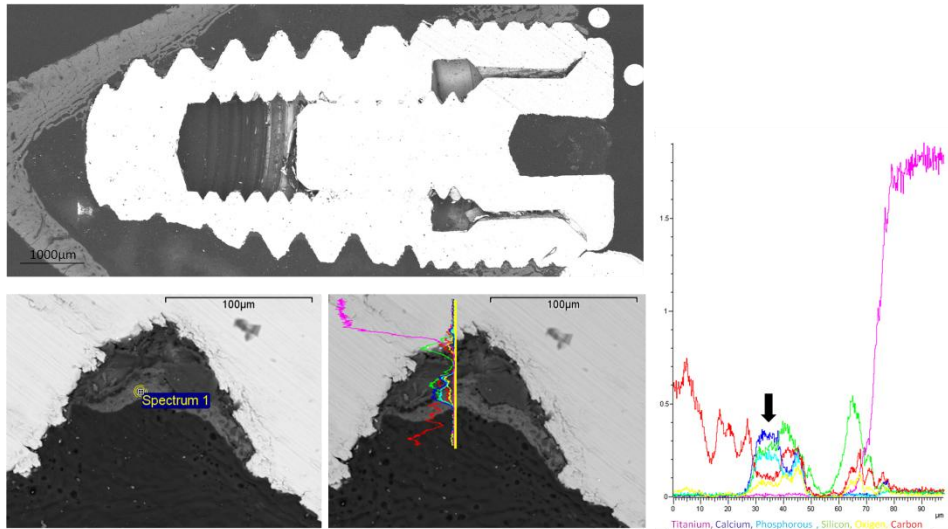 1000µm
100µm
Spectrum 1
100µm
1.5
1
0.5
0
0 10 20 30 40 50 60 70 80 90 µm
Titanium, Calcium, Phosphorous , Silicon, Oxygen, Carbon